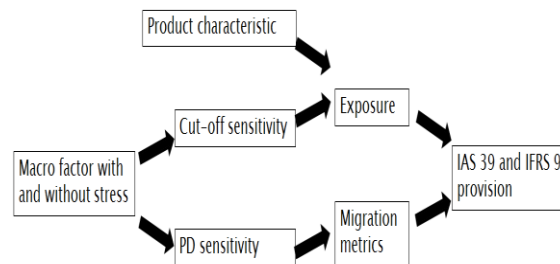 Product characteristic
Cut-off sensitivity
Exposure
Macro factor with
and without stress
IAS 39 and IFRS 9
provision
PD sensitivity
Migration
metrics